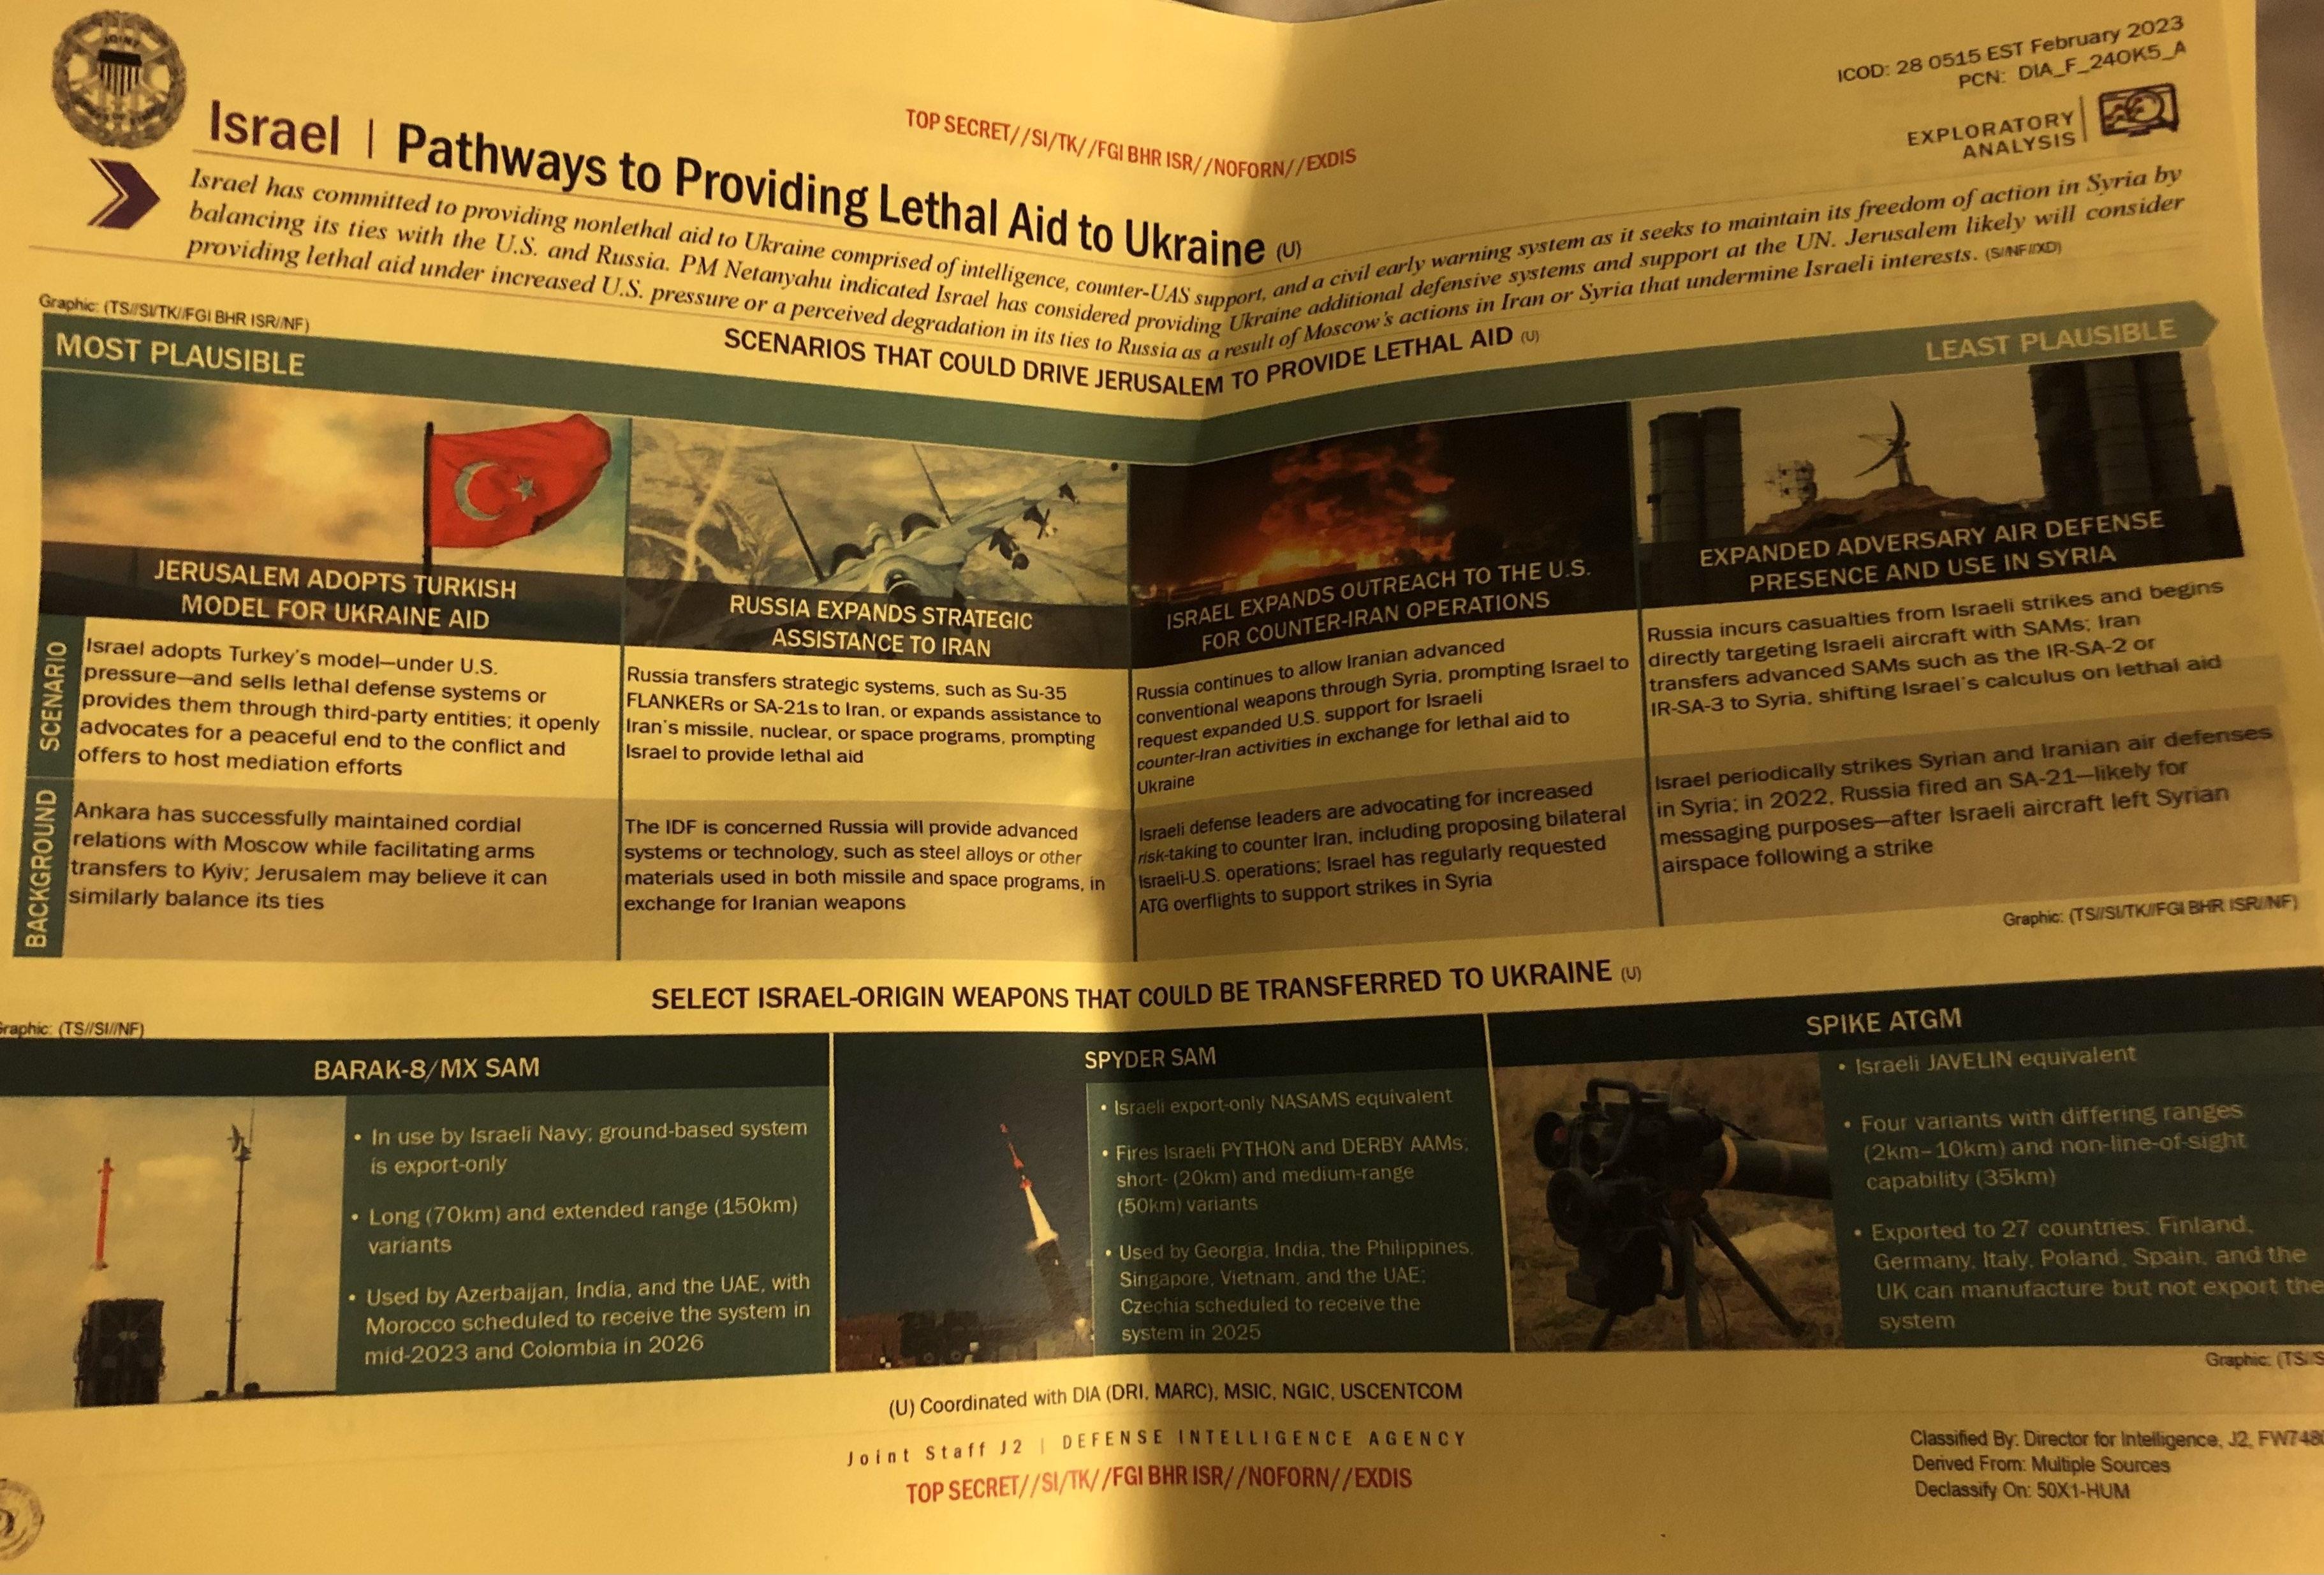 JOINT
ICOD: 28 0515 EST February 2023
PCN: DIA_F_240K5_A
EXPLORATORY
ANALYSIS
TOP SECRET//SI/TK//FGI BHR ISR//NOFORN//EXDIS
Israel | Pathways to Providing Lethal Aid to Ukraine (U)
Israel has committed to providing nonlethal aid to Ukraine comprised of intelligence, counter-UAS support, and a civil early warning system as it seeks to maintain its freedom of action in Syria by
balancing its ties with the U.S. and Russia. PM Netanyahu indicated Israel has considered providing Ukraine additional defensive systems and support at the UN. Jerusalem likely will consider
providing lethal aid under increased U.S. pressure or a perceived degradation in its ties to Russia as a result of Moscow's actions in Iran or Syria that undermine Israeli interests. (SI/NF/XD)
Graphic: (TS//SI/TK//FGI BHR ISR//NF)
SCENARIOS THAT COULD DRIVE JERUSALEM TO PROVIDE LETHAL AID (U)
MOST PLAUSIBLE
LEAST PLAUSIBLE
JERUSALEM ADOPTS TURKISH
MODEL FOR UKRAINE AID
RUSSIA EXPANDS STRATEGIC
ASSISTANCE TO IRAN
ISRAEL EXPANDS OUTREACH TO THE U.S.
FOR COUNTER-IRAN OPERATIONS
EXPANDED ADVERSARY AIR DEFENSE
PRESENCE AND USE IN SYRIA
SCENARIO
Israel adopts Turkey's model—under U.S.
pressure—and sells lethal defense systems or
provides them through third-party entities; it openly
advocates for a peaceful end to the conflict and
offers to host mediation efforts
Russia transfers strategic systems, such as Su-35
FLANKERs or SA-21s to Iran, or expands assistance to
Iran's missile, nuclear, or space programs, prompting
Israel to provide lethal aid
Russia continues to allow Iranian advanced
conventional weapons through Syria, prompting Israel to
request expanded U.S. support for Israeli
counter-Iran activities in exchange for lethal aid to
Ukraine
Russia incurs casualties from Israeli strikes and begins
directly targeting Israeli aircraft with SAMs; Iran
transfers advanced SAMs such as the IR-SA-2 or
IR-SA-3 to Syria, shifting Israel's calculus on lethal aid
BACKGROUND
Ankara has successfully maintained cordial
relations with Moscow while facilitating arms
transfers to Kyiv; Jerusalem may believe it can
similarly balance its ties
The IDF is concerned Russia will provide advanced
systems or technology, such as steel alloys or other
materials used in both missile and space programs, in
exchange for Iranian weapons
Israeli defense leaders are advocating for increased
risk-taking to counter Iran, including proposing bilateral
Israeli-U.S. operations; Israel has regularly requested
ATG overflights to support strikes in Syria
Israel periodically strikes Syrian and Iranian air defenses
in Syria; in 2022, Russia fired an SA-21—likely for
messaging purposes—after Israeli aircraft left Syrian
airspace following a strike
Graphic: (TS//SI/TK//FGI BHR ISR//NF)
SELECT ISRAEL-ORIGIN WEAPONS THAT COULD BE TRANSFERRED TO UKRAINE (U)
Graphic: (TS//SI//NF)
BARAK-8/MX SAM
• In use by Israeli Navy; ground-based system
is export-only
• Long (70km) and extended range (150km)
variants
• Used by Azerbaijan, India, and the UAE, with
Morocco scheduled to receive the system in
mid-2023 and Colombia in 2026
SPYDER SAM
• Israeli export-only NASAMS equivalent
• Fires Israeli PYTHON and DERBY AAMs;
short- (20km) and medium-range
(50km) variants
• Used by Georgia, India, the Philippines,
Singapore, Vietnam, and the UAE;
Czechia scheduled to receive the
system in 2025
SPIKE ATGM
• Israeli JAVELIN equivalent
• Four variants with differing ranges
(2km–10km) and non-line-of-sight
capability (35km)
• Exported to 27 countries; Finland,
Germany, Italy, Poland, Spain, and the
UK can manufacture but not export the
system
Graphic: (TS//S
(U) Coordinated with DIA (DRI, MARC), MSIC, NGIC, USCENTCOM
Joint Staff J2 | DEFENSE INTELLIGENCE AGENCY
TOP SECRET//SI/TK//FGI BHR ISR//NOFORN//EXDIS
Classified By: Director for Intelligence, J2, FW748
Derived From: Multiple Sources
Declassify On: 50X1-HUM